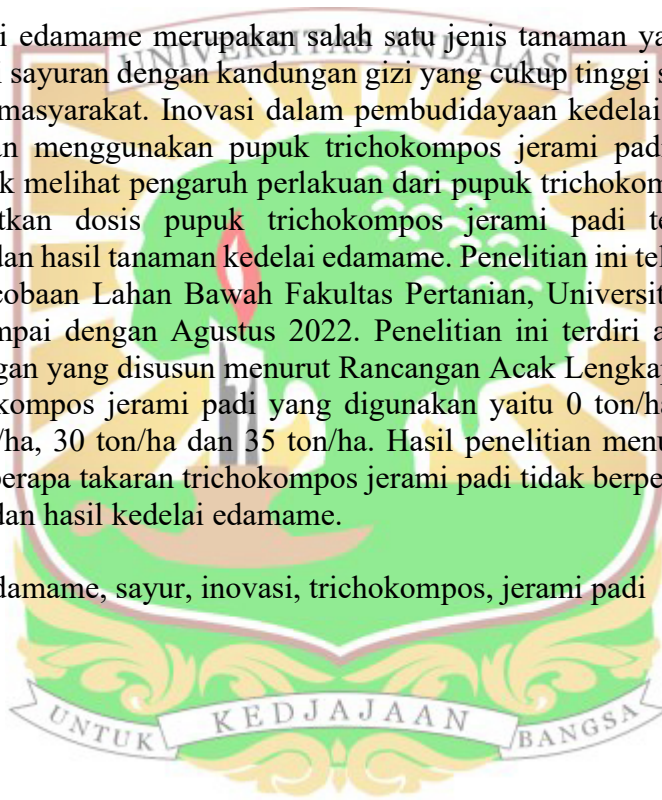 i edamame merupakan salah satu jenis tanaman ya
UNIVERSITAS ANDALAS
sayuran dengan kandungan gizi yang cukup tinggi s
masyarakat. Inovasi dalam pembudidayaan kedelai
n menggunakan pupuk trichokompos jerami padi
k melihat pengaruh perlakuan dari pupuk trichokom
tkan dosis pupuk trichokompos jerami padi te
dan hasil tanaman kedelai edamame. Penelitian ini tel
cobaan Lahan Bawah Fakultas Pertanian, Universit
mpai dengan Agustus 2022. Penelitian ini terdiri a
gan yang disusun menurut Rancangan Acak Lengka
kompos jerami padi yang digunakan yaitu 0 ton/ha
/ha, 30 ton/ha dan 35 ton/ha. Hasil penelitian menu
erapa takaran trichokompos jerami padi tidak berpe
dan hasil kedelai edamame.
damame, sayur, inovasi, trichokompos, jerami padi
UNTUK KEDJAJAAN BANGSA